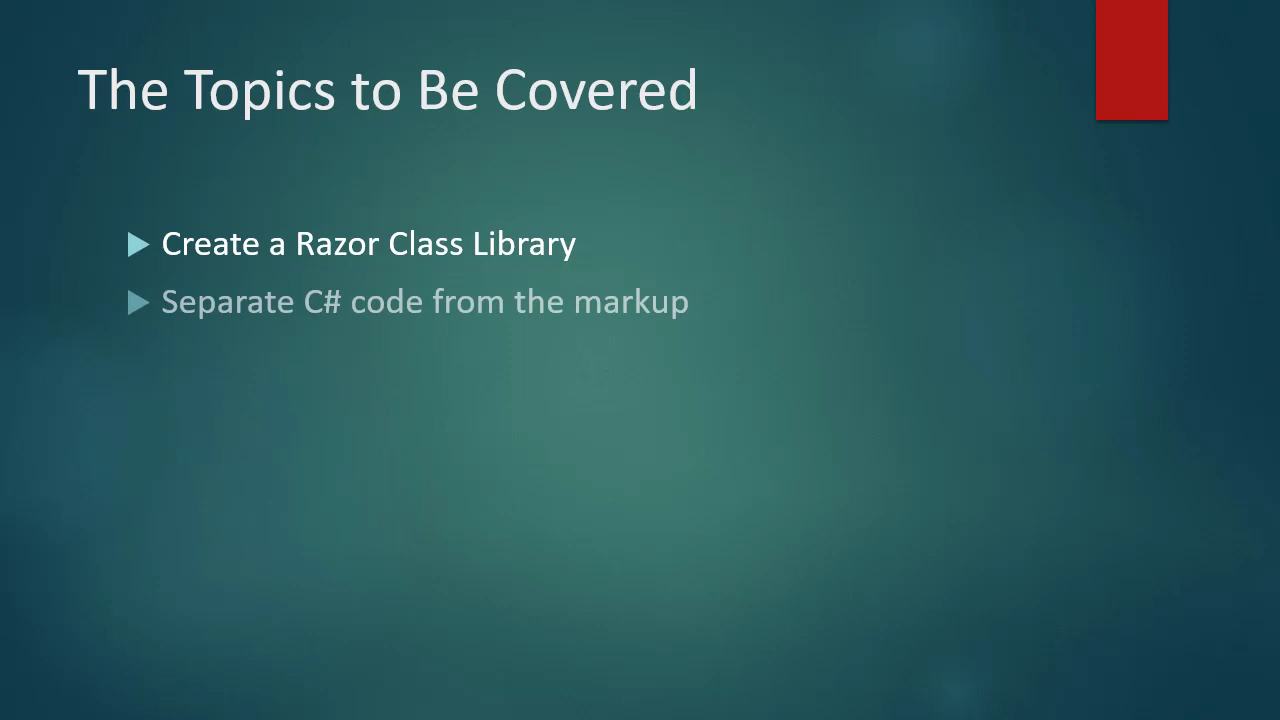 The Topics to Be Covered
Create a Razor Class Library
Separate C# code from the markup